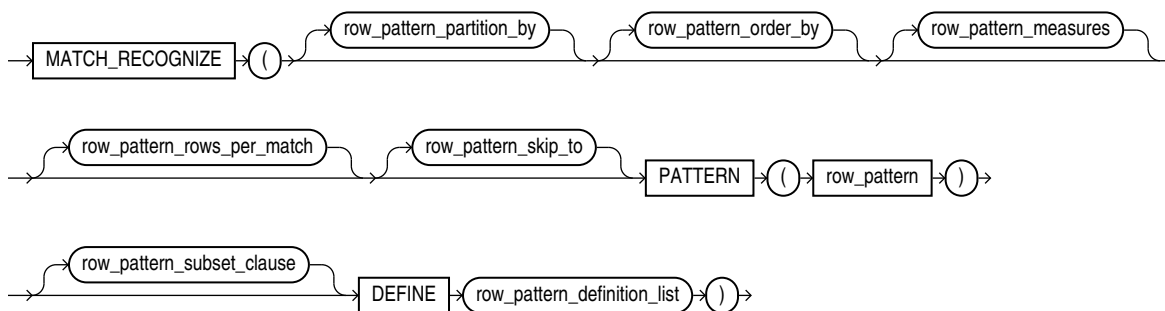 row_pattern_partition_by row_pattern_order_by row_pattern_measures
MATCH_RECOGNIZE (
row_pattern_rows_per_match row_pattern_skip_to
PATTERN ( row_pattern )
row_pattern_subset_clause
DEFINE row_pattern_definition_list )